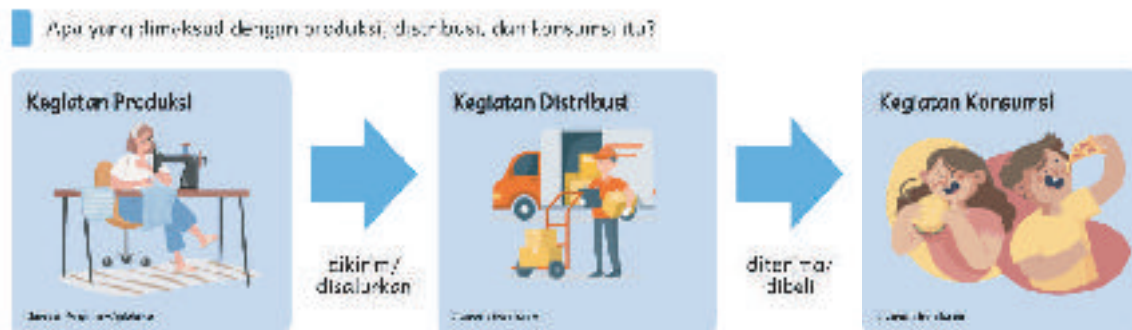 Apa yang dimaksud dengan produksi, distribusi, dan konsumsi itu?
Kegiatan Produksi
dikirim/
disalurkan
Kegiatan Distribusi
diterima/
dibeli
Kegiatan Konsumsi